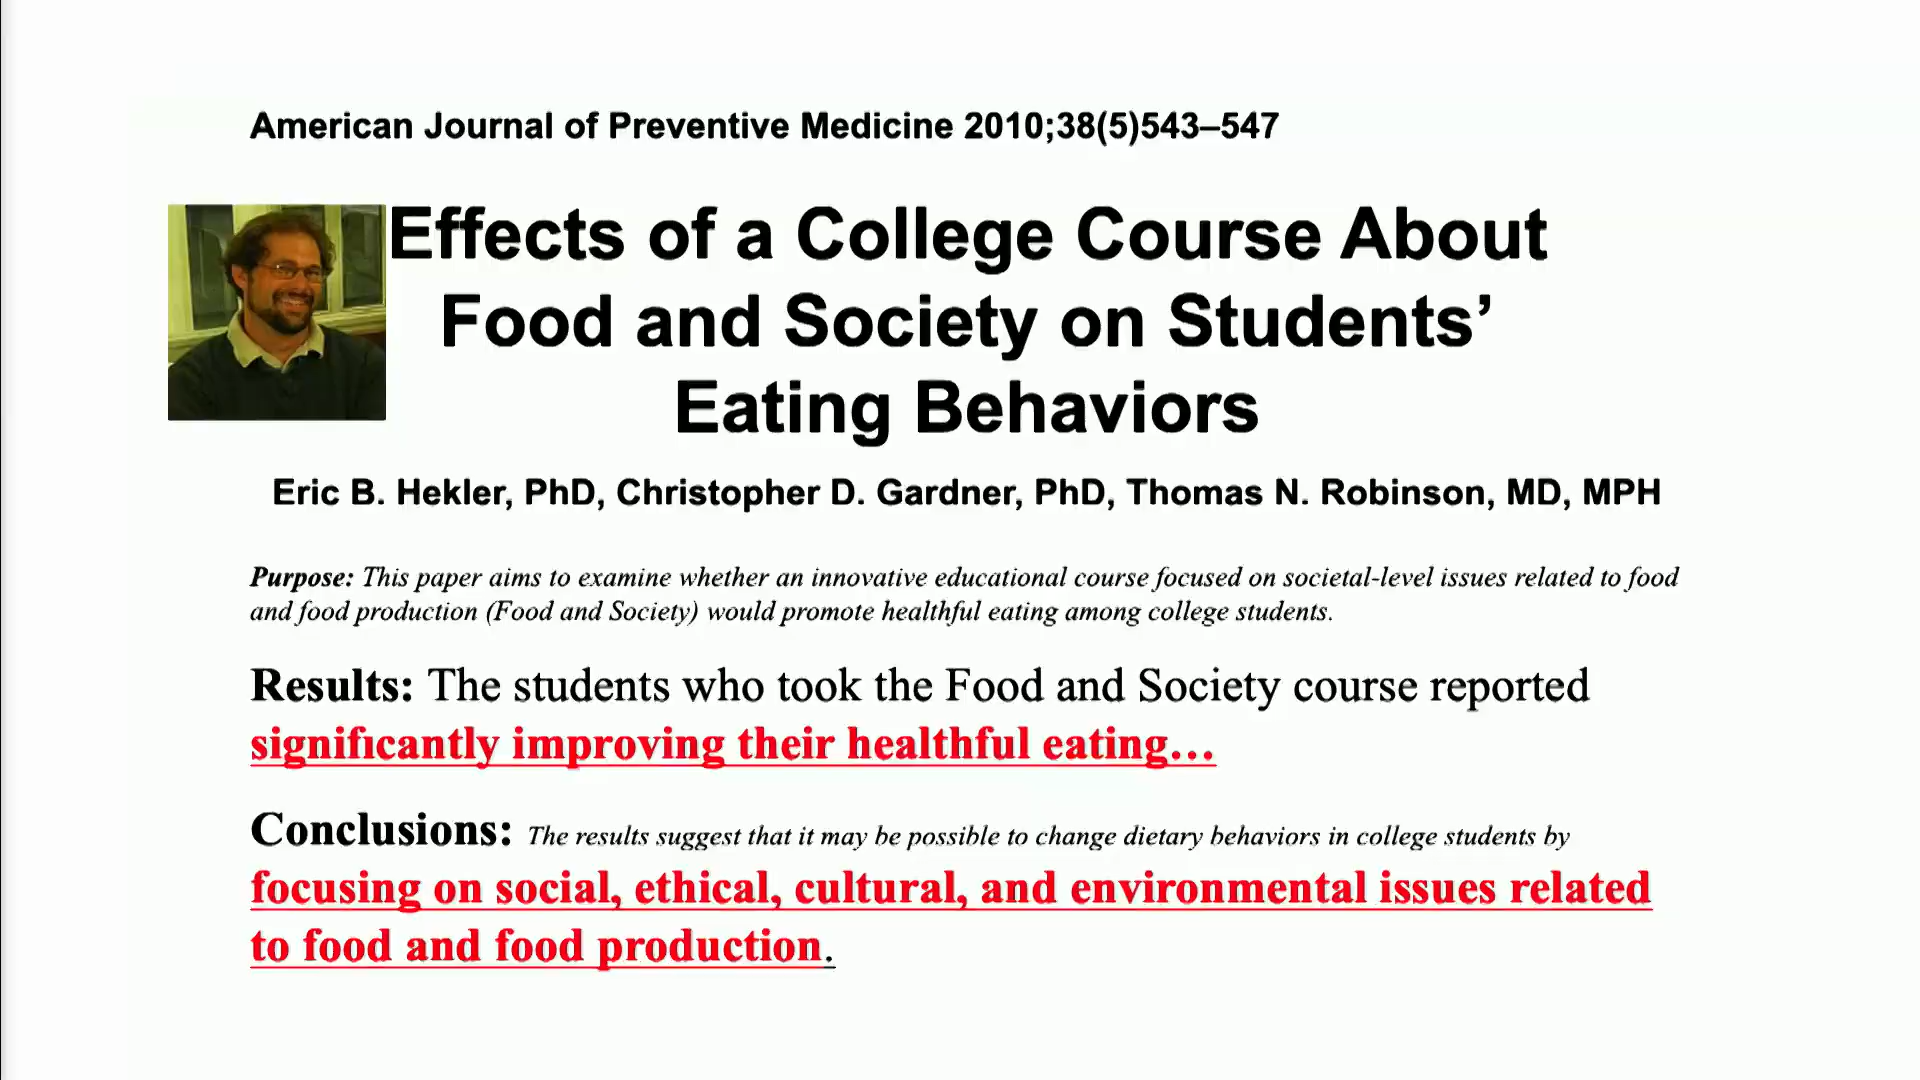 American Journal of Preventive Medicine 2010;38(5)543–547
Effects of a College Course About
Food and Society on Students’
Eating Behaviors
Eric B. Hekler, PhD, Christopher D. Gardner, PhD, Thomas N. Robinson, MD, MPH
Purpose: This paper aims to examine whether an innovative educational course focused on societal-level issues related to food
and food production (Food and Society) would promote healthful eating among college students.
Results: The students who took the Food and Society course reported
significantly improving their healthful eating…
Conclusions: The results suggest that it may be possible to change dietary behaviors in college students by
focusing on social, ethical, cultural, and environmental issues related
to food and food production.